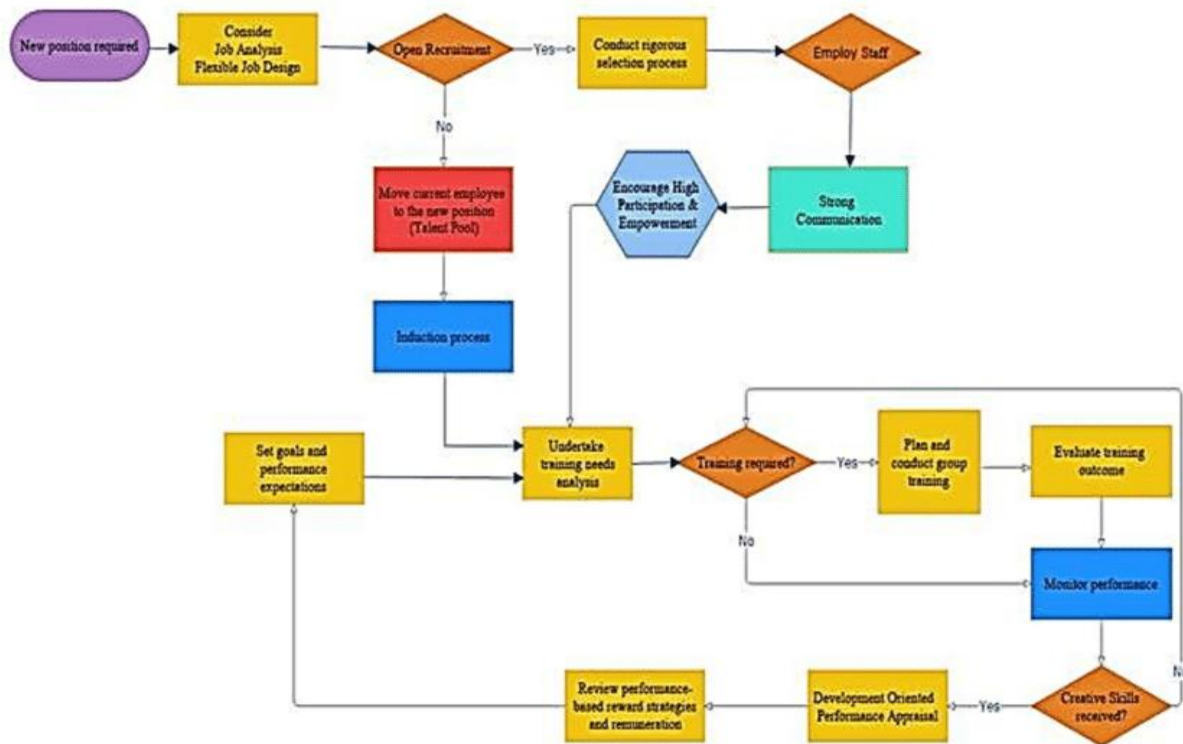 New position required
Consider
Job Analysis
Flexible Job Design
Open Recruitment
Yes
Conduct rigorous
selection process
Employ Staff
No
Move current employee
to the new position
(Talent Pool)
Encourage High
Participation &
Empowerment
Strong
Communication
Induction process
Set goals and
performance
expectations
Undertake
training needs
analysis
Training required?
Yes
Plan and
conduct group
training
Evaluate training
outcome
No
Monitor performance
Review performance-
based reward strategies
and remuneration
Development Oriented
Performance Appraisal
Yes
Creative Skills
received?